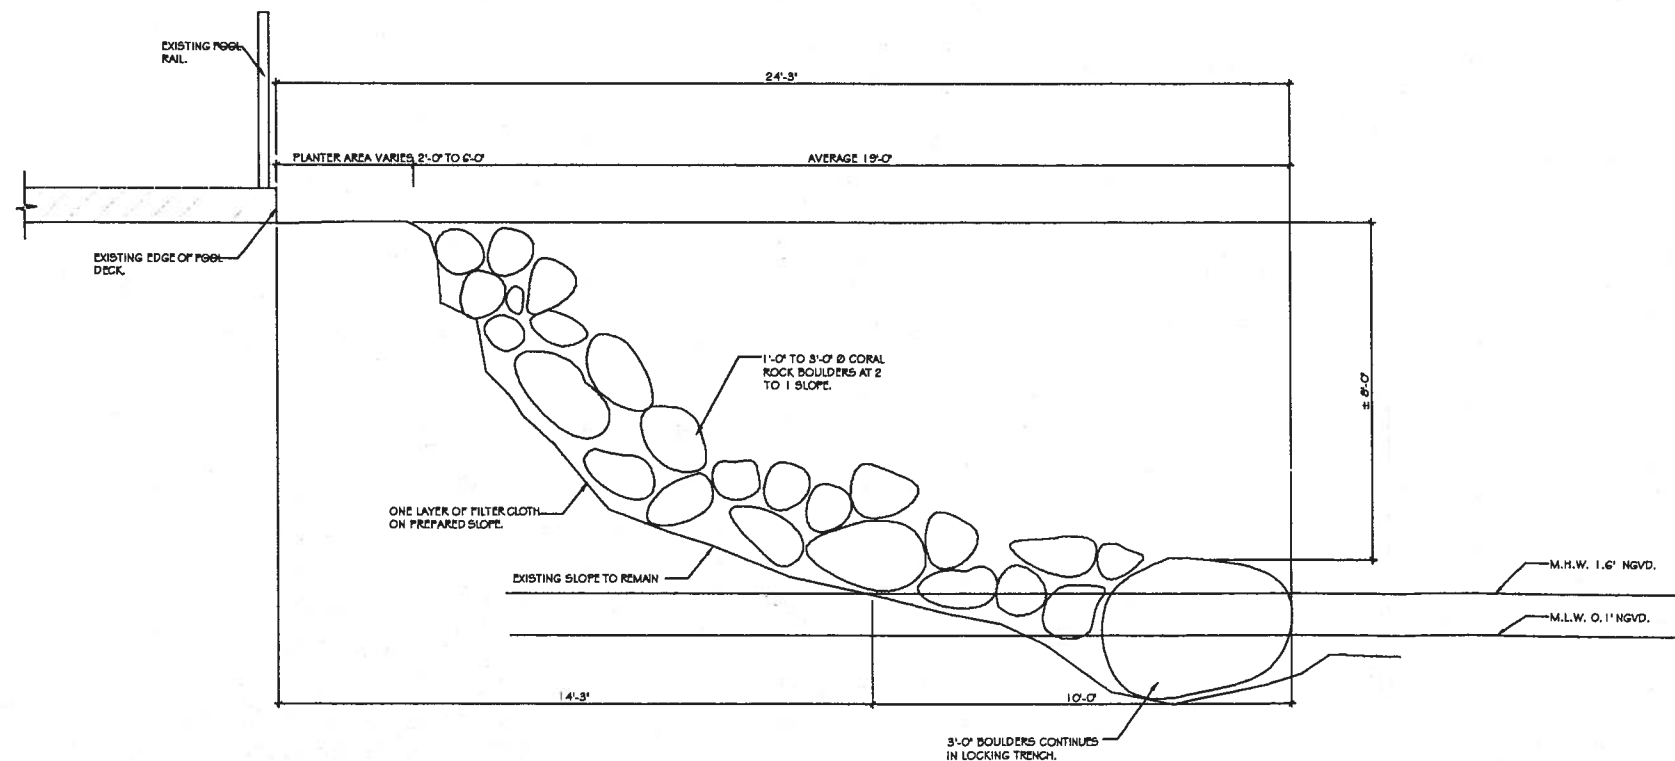 EXISTING POOL
RAIL.
24'-3"
PLANTER AREA VARIES 2'-0" TO 6'-0"
AVERAGE 19'-0"
EXISTING EDGE OF POOL
DECK.
1'-0" TO 3'-0" Ø CORAL
ROCK BOULDERS AT 2
TO 1 SLOPE.
± 8'-0"
ONE LAYER OF FILTER CLOTH
ON PREPARED SLOPE.
EXISTING SLOPE TO REMAIN
M.H.W. 1.6' NGVD.
M.L.W. 0.1' NGVD.
14'-3"
10'-0"
3'-0" BOULDERS CONTINUES
IN LOCKING TRENCH.